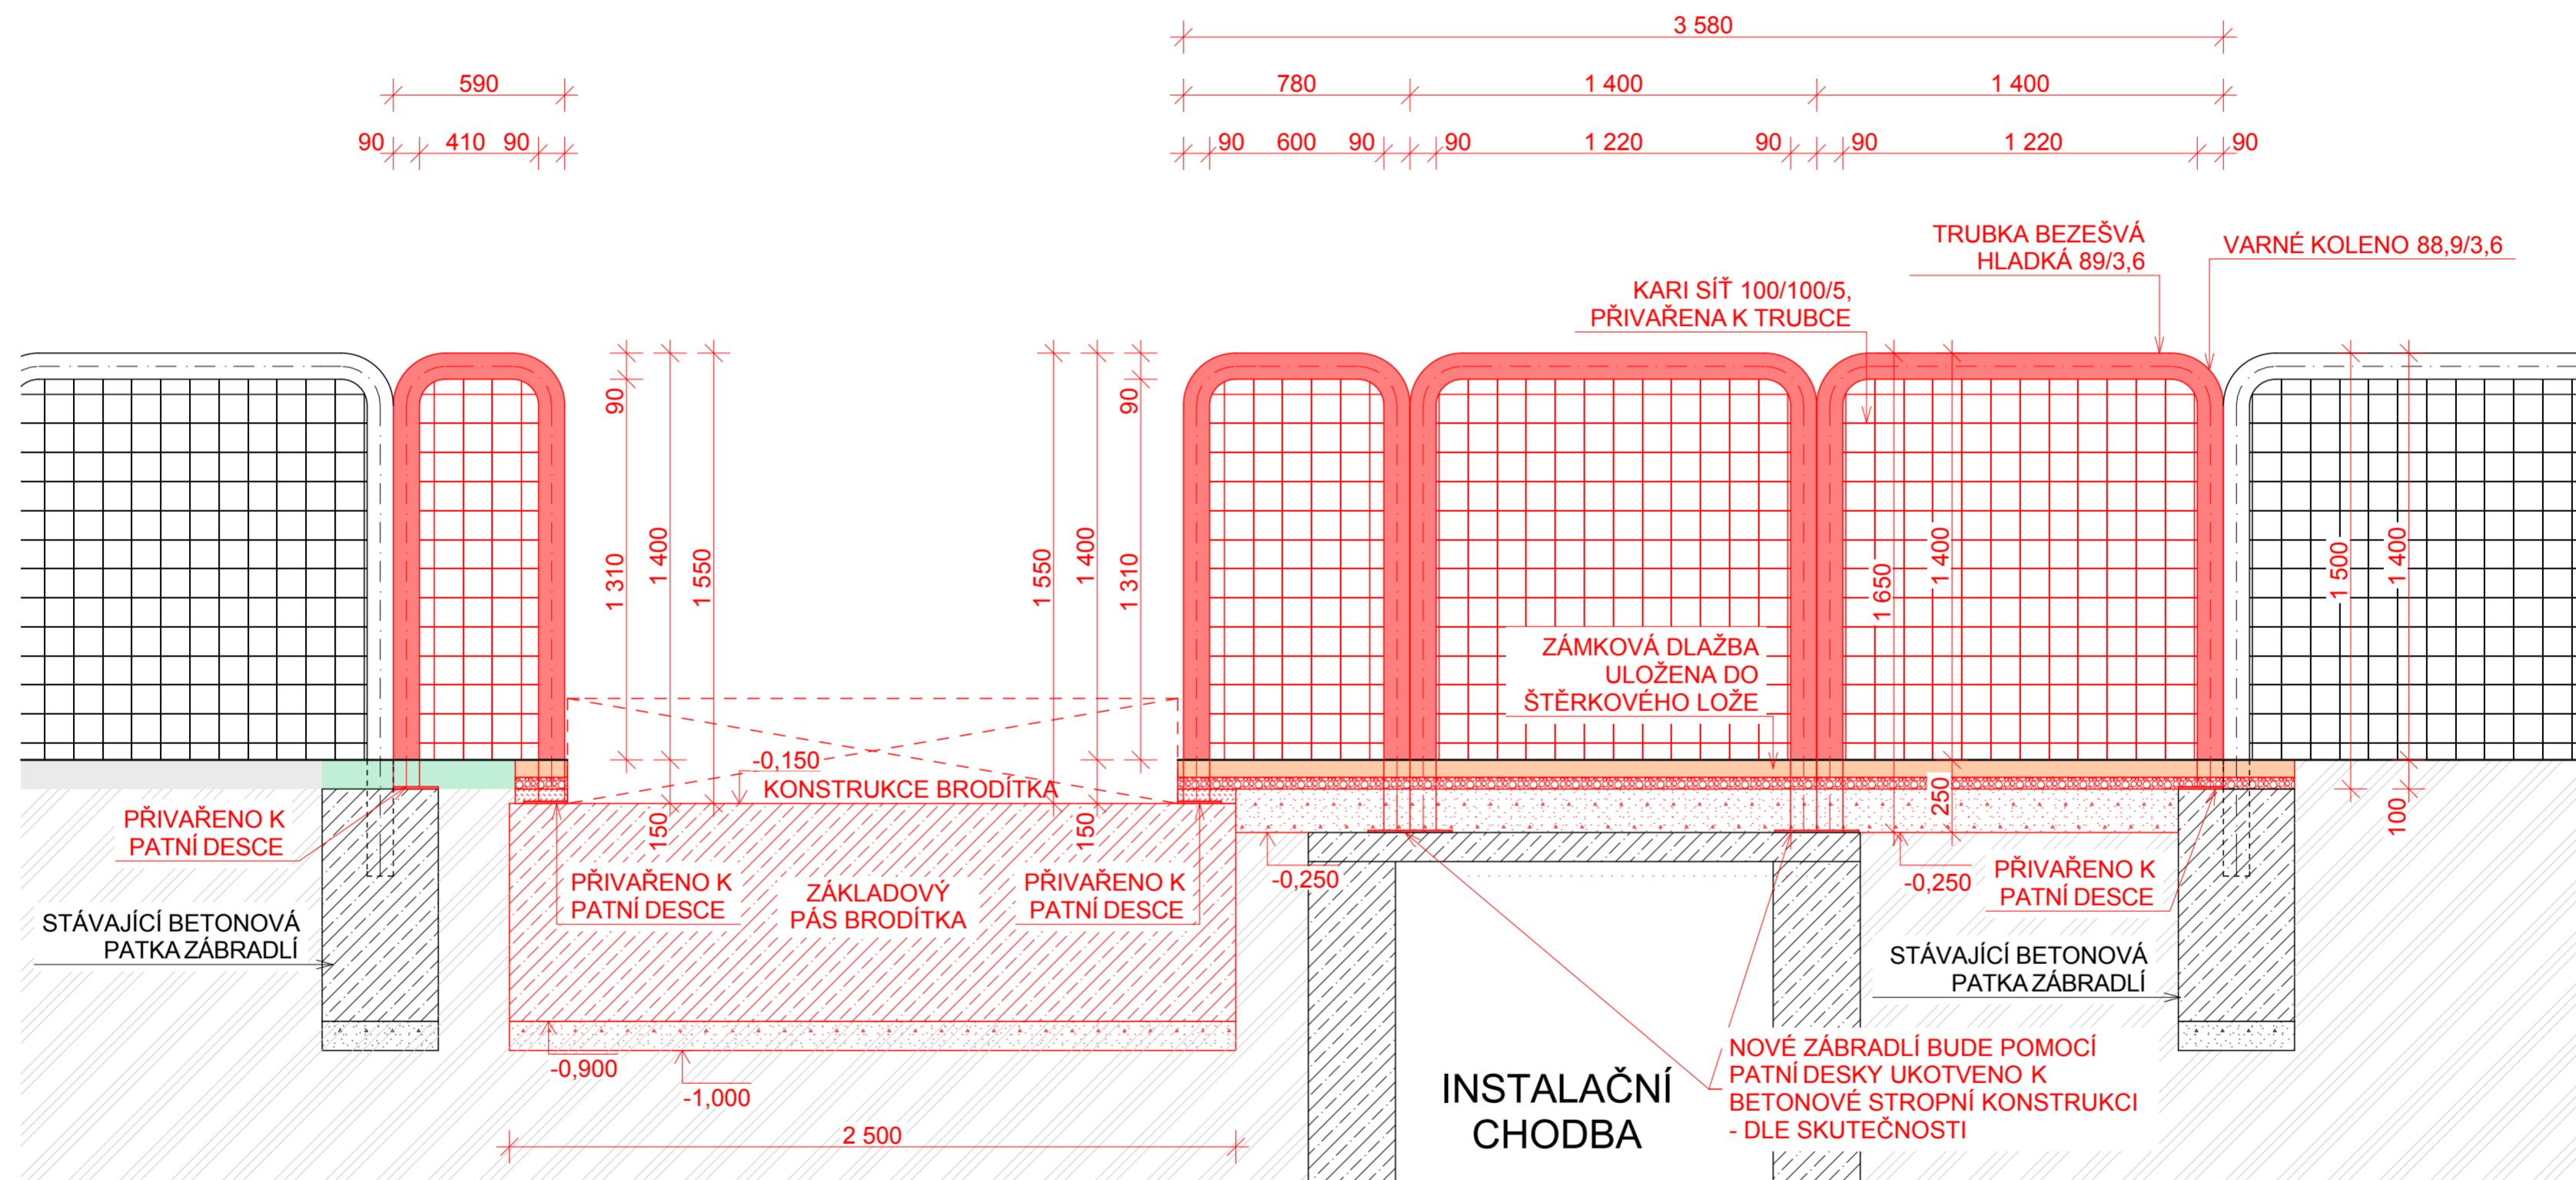 3 580
590
780
1 400
1 400
90
410
90
90
600
90
90
1 220
90
90
1 220
90
TRUBKA BEZEŠVÁ
HLADKÁ 89/3,6
VARNÉ KOLENO 88,9/3,6
KARI SÍŤ 100/100/5,
PŘIVAŘENA K TRUBCE
90
1 310
1 400
1 550
150
1 550
1 400
90
1 310
150
1 650
1 400
250
1 500
1 400
100
ZÁMKOVÁ DLAŽBA
ULOŽENA DO
ŠTĚRKOVÉHO LOŽE
-0,150
KONSTRUKCE BRODÍTKA
PŘIVAŘENO K
PATNÍ DESCE
PŘIVAŘENO K
PATNÍ DESCE
ZÁKLADOVÝ
PÁS BRODÍTKA
PŘIVAŘENO K
PATNÍ DESCE
-0,250
-0,250
PŘIVAŘENO K
PATNÍ DESCE
STÁVAJÍCÍ BETONOVÁ
PATKA ZÁBRADLÍ
STÁVAJÍCÍ BETONOVÁ
PATKA ZÁBRADLÍ
-0,900
-1,000
2 500
INSTALAČNÍ
CHODBA
NOVÉ ZÁBRADLÍ BUDE POMOCÍ
PATNÍ DESKY UKOTVENO K
BETONOVÉ STROPNÍ KONSTRUKCI
- DLE SKUTEČNOSTI